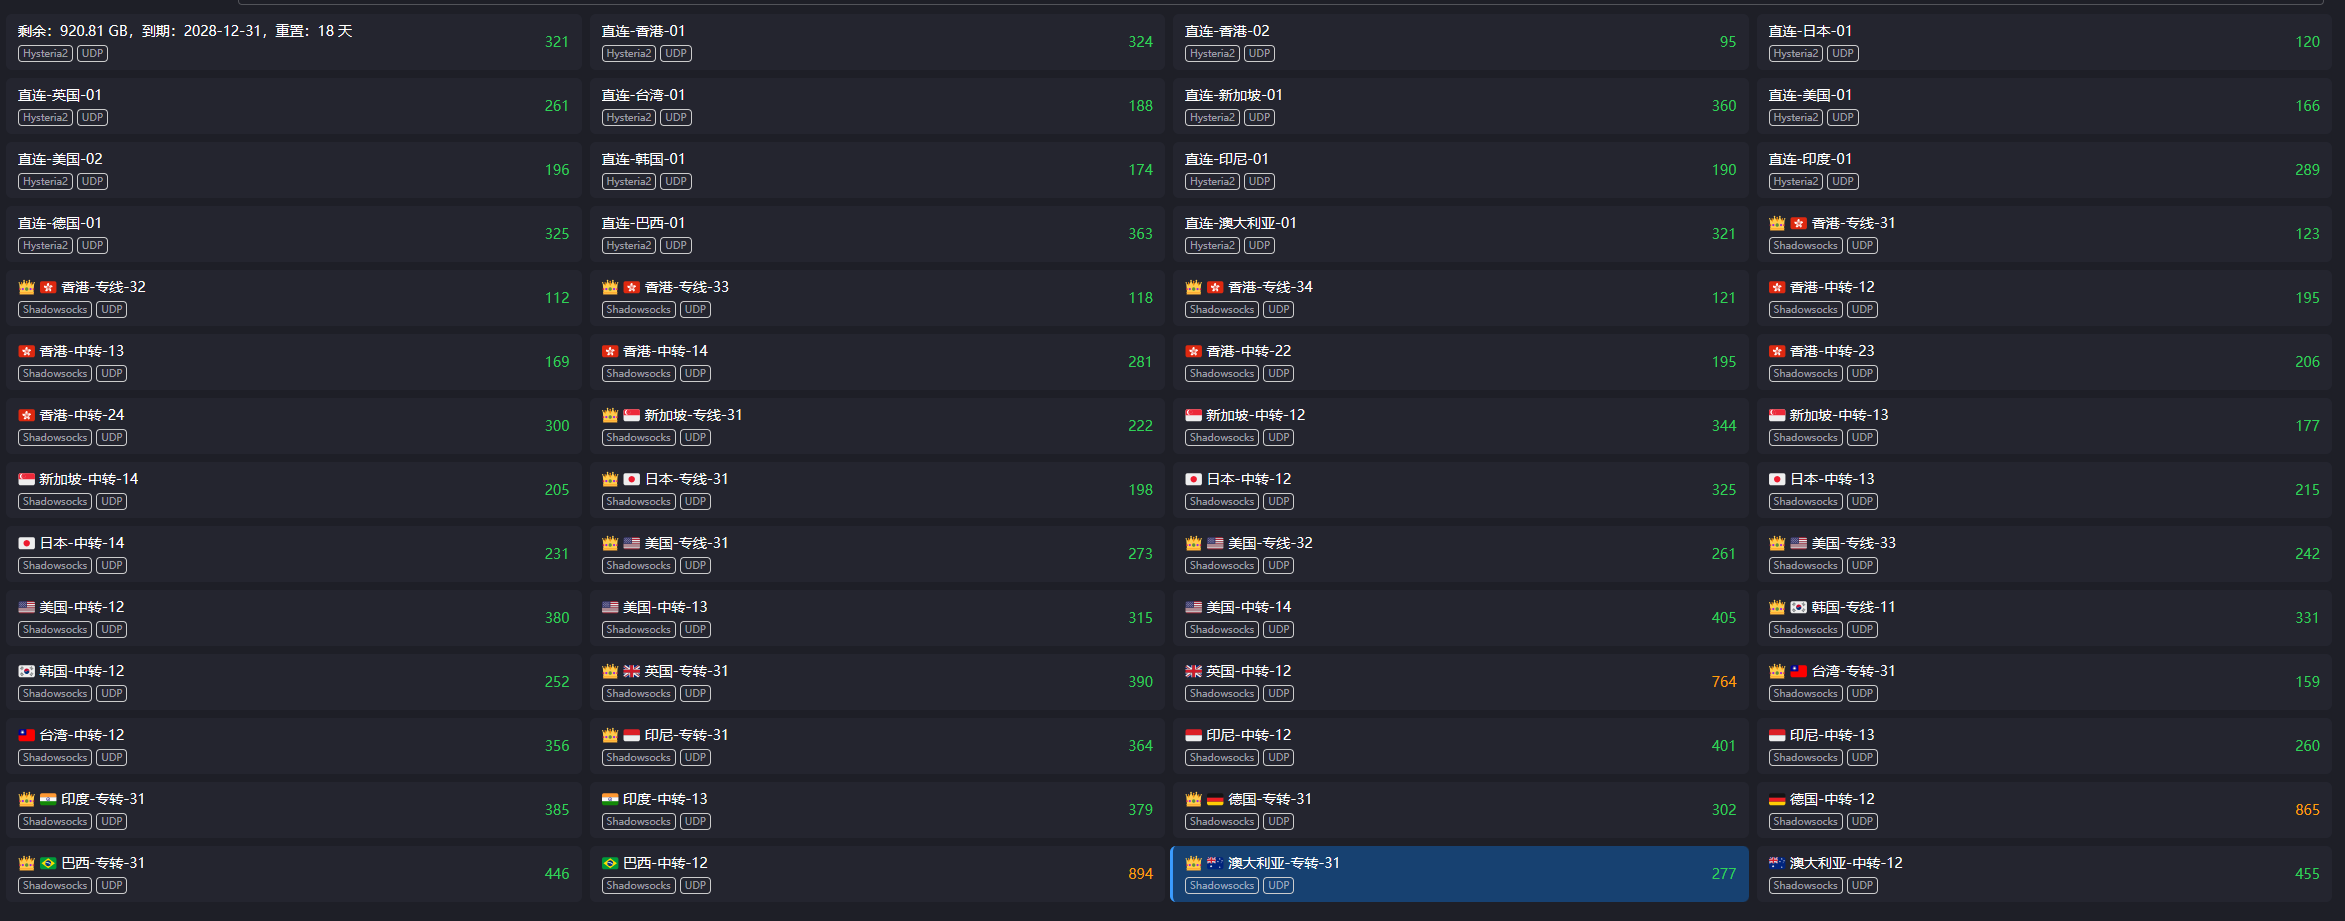 剩余：920.81 GB，到期：2028-12-31，重置：18 天
Hysteria2 UDP
321
直连-香港-01
Hysteria2 UDP
324
直连-香港-02
Hysteria2 UDP
95
直连-日本-01
Hysteria2 UDP
120
直连-英国-01
Hysteria2 UDP
261
直连-台湾-01
Hysteria2 UDP
188
直连-新加坡-01
Hysteria2 UDP
360
直连-美国-01
Hysteria2 UDP
166
直连-美国-02
Hysteria2 UDP
196
直连-韩国-01
Hysteria2 UDP
174
直连-印尼-01
Hysteria2 UDP
190
直连-印度-01
Hysteria2 UDP
289
直连-德国-01
Hysteria2 UDP
325
直连-巴西-01
Hysteria2 UDP
363
直连-澳大利亚-01
Hysteria2 UDP
321
香港-专线-31
Shadowsocks UDP
123
香港-专线-32
Shadowsocks UDP
112
香港-专线-33
Shadowsocks UDP
118
香港-专线-34
Shadowsocks UDP
121
香港-中转-12
Shadowsocks UDP
195
香港-中转-13
Shadowsocks UDP
169
香港-中转-14
Shadowsocks UDP
281
香港-中转-22
Shadowsocks UDP
195
香港-中转-23
Shadowsocks UDP
206
香港-中转-24
Shadowsocks UDP
300
新加坡-专线-31
Shadowsocks UDP
222
新加坡-中转-12
Shadowsocks UDP
344
新加坡-中转-13
Shadowsocks UDP
177
新加坡-中转-14
Shadowsocks UDP
205
日本-专线-31
Shadowsocks UDP
198
日本-中转-12
Shadowsocks UDP
325
日本-中转-13
Shadowsocks UDP
215
日本-中转-14
Shadowsocks UDP
231
美国-专线-31
Shadowsocks UDP
273
美国-专线-32
Shadowsocks UDP
261
美国-专线-33
Shadowsocks UDP
242
美国-中转-12
Shadowsocks UDP
380
美国-中转-13
Shadowsocks UDP
315
美国-中转-14
Shadowsocks UDP
405
韩国-专线-11
Shadowsocks UDP
331
韩国-中转-12
Shadowsocks UDP
252
英国-专转-31
Shadowsocks UDP
390
英国-中转-12
Shadowsocks UDP
764
台湾-专转-31
Shadowsocks UDP
159
台湾-中转-12
Shadowsocks UDP
356
印尼-专转-31
Shadowsocks UDP
364
印尼-中转-12
Shadowsocks UDP
401
印尼-中转-13
Shadowsocks UDP
260
印度-专转-31
Shadowsocks UDP
385
印度-中转-13
Shadowsocks UDP
379
德国-专转-31
Shadowsocks UDP
302
德国-中转-12
Shadowsocks UDP
865
巴西-专转-31
Shadowsocks UDP
446
巴西-中转-12
Shadowsocks UDP
894
澳大利亚-专转-31
Shadowsocks UDP
277
澳大利亚-中转-12
Shadowsocks UDP
455